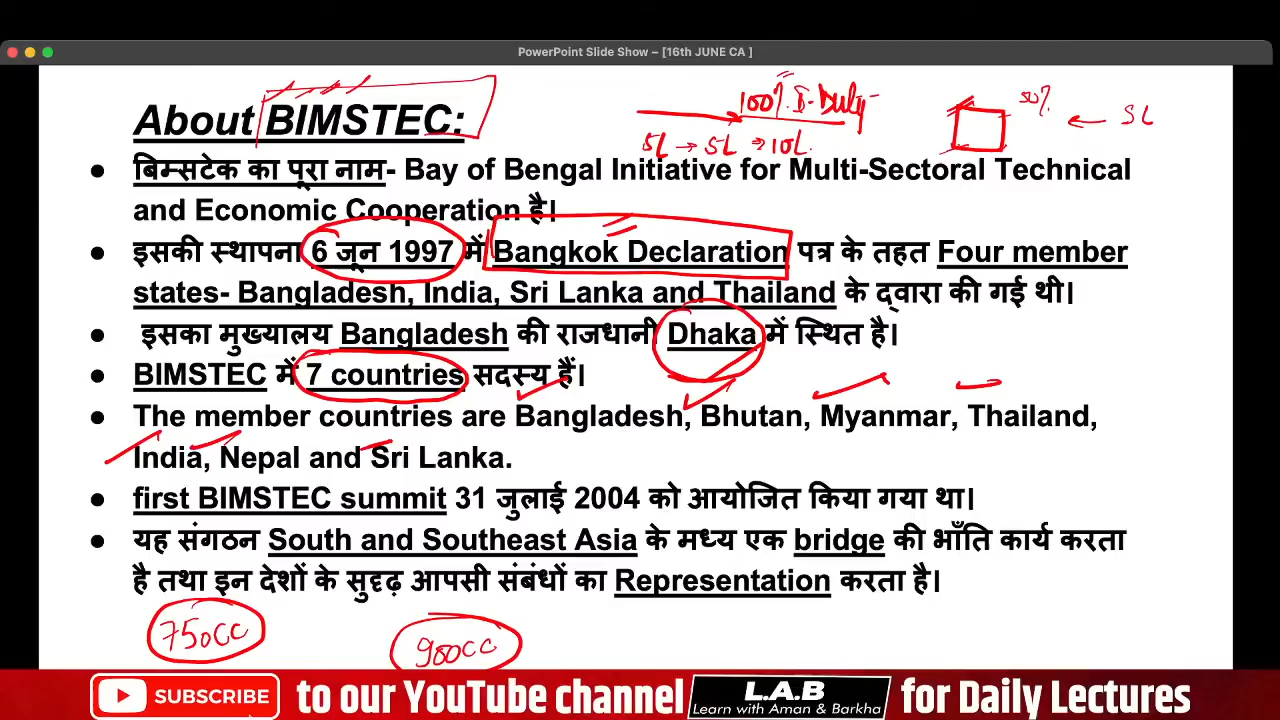 PowerPoint Slide Show – [16th JUNE CA ]
About BIMSTEC:
100% I. Duty
5L → 5L → 10L
50% ← 5L
● बिम्सटेक का पूरा नाम- Bay of Bengal Initiative for Multi-Sectoral Technical
and Economic Cooperation है।
● इसकी स्थापना 6 जून 1997 में Bangkok Declaration पत्र के तहत Four member
states- Bangladesh, India, Sri Lanka and Thailand के द्वारा की गई थी।
● इसका मुख्यालय Bangladesh की राजधानी Dhaka में स्थित है।
● BIMSTEC में 7 countries सदस्य हैं।
● The member countries are Bangladesh, Bhutan, Myanmar, Thailand,
India, Nepal and Sri Lanka.
● first BIMSTEC summit 31 जुलाई 2004 को आयोजित किया गया था।
● यह संगठन South and Southeast Asia के मध्य एक bridge की भाँति कार्य करता
है तथा इन देशों के सुदृढ़ आपसी संबंधों का Representation करता है।
750cc
900cc
SUBSCRIBE to our YouTube channel L.A.B for Daily Lectures
Learn with Aman & Barkha